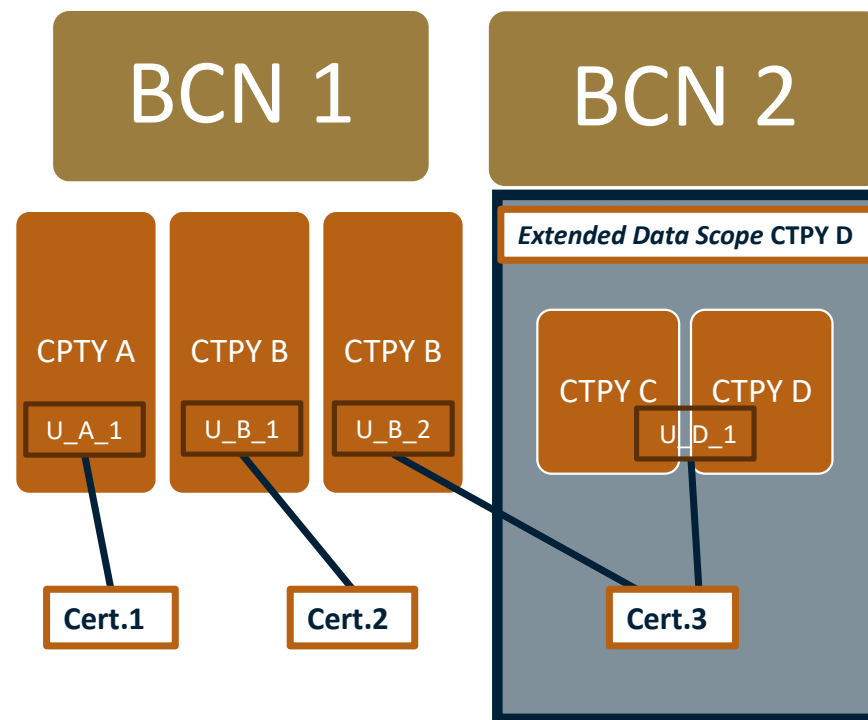 BCN 1
BCN 2
Extended Data Scope CTPY D
CPTY A
CTPY B
CTPY B
CTPY C
CTPY D
U_A_1
U_B_1
U_B_2
U_D_1
Cert.1
Cert.2
Cert.3